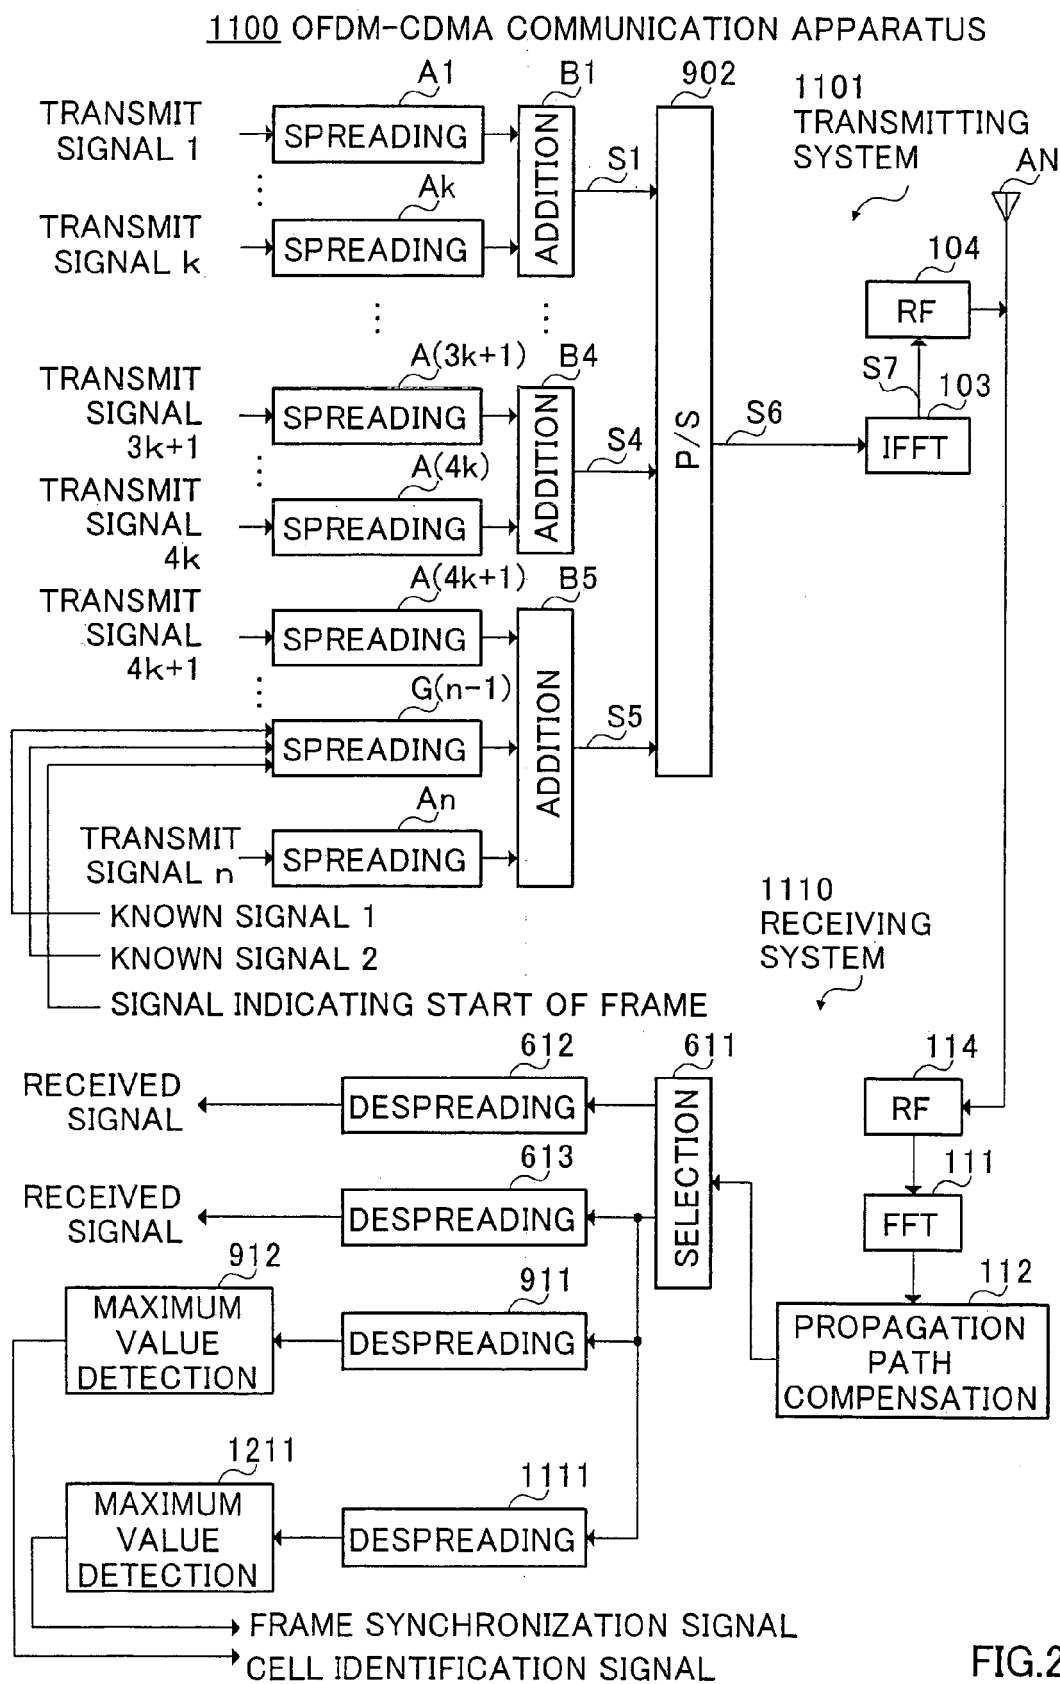 1100 OFDM-CDMA COMMUNICATION APPARATUS
A1
B1
902
1101
TRANSMITTING
SYSTEM
AN
TRANSMIT
SIGNAL 1
SPREADING
ADDITION
S1
Ak
TRANSMIT
SIGNAL k
SPREADING
104
RF
A(3k+1)
B4
TRANSMIT
SIGNAL
3k+1
SPREADING
ADDITION
S4
P/S
S6
S7
103
IFFT
A(4k)
TRANSMIT
SIGNAL
4k
SPREADING
A(4k+1)
B5
TRANSMIT
SIGNAL
4k+1
SPREADING
ADDITION
S5
G(n-1)
SPREADING
An
TRANSMIT
SIGNAL n
SPREADING
KNOWN SIGNAL 1
KNOWN SIGNAL 2
SIGNAL INDICATING START OF FRAME
1110
RECEIVING
SYSTEM
612
611
114
RECEIVED
SIGNAL
DESPREADING
SELECTION
RF
613
111
RECEIVED
SIGNAL
DESPREADING
FFT
912
911
112
MAXIMUM
VALUE
DETECTION
DESPREADING
PROPAGATION
PATH
COMPENSATION
1211
1111
MAXIMUM
VALUE
DETECTION
DESPREADING
FRAME SYNCHRONIZATION SIGNAL
CELL IDENTIFICATION SIGNAL
FIG.2